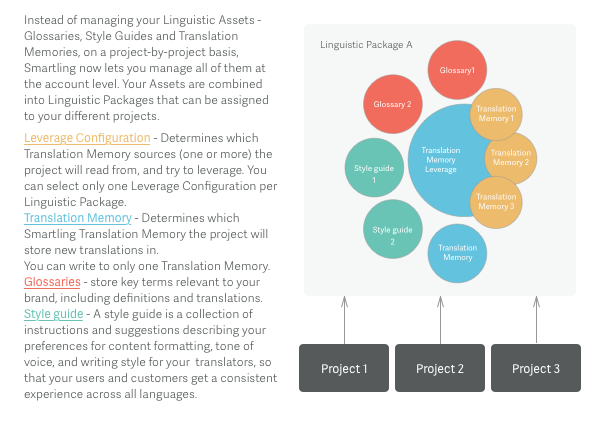 Instead of managing your Linguistic Assets -
Glossaries, Style Guides and Translation
Memories, on a project-by-project basis,
Smartling now lets you manage all of them at
the account level. Your Assets are combined
into Linguistic Packages that can be assigned
to your different projects.
Leverage Configuration - Determines which
Translation Memory sources (one or more) the
project will read from, and try to leverage. You
can select only one Leverage Configuration per
Linguistic Package.
Translation Memory - Determines which
Smartling Translation Memory the project will
store new translations in.
You can write to only one Translation Memory.
Glossaries - store key terms relevant to your
brand, including definitions and translations.
Style guide - A style guide is a collection of
instructions and suggestions describing your
preferences for content formatting, tone of
voice, and writing style for your translators, so
that your users and customers get a consistent
experience across all languages.
Linguistic Package A
Glossary1
Glossary 2
Translation
Memory 1
Translation
Memory
Leverage
Translation
Memory 2
Style guide
1
Translation
Memory 3
Style guide
2
Translation
Memory
Project 1
Project 2
Project 3